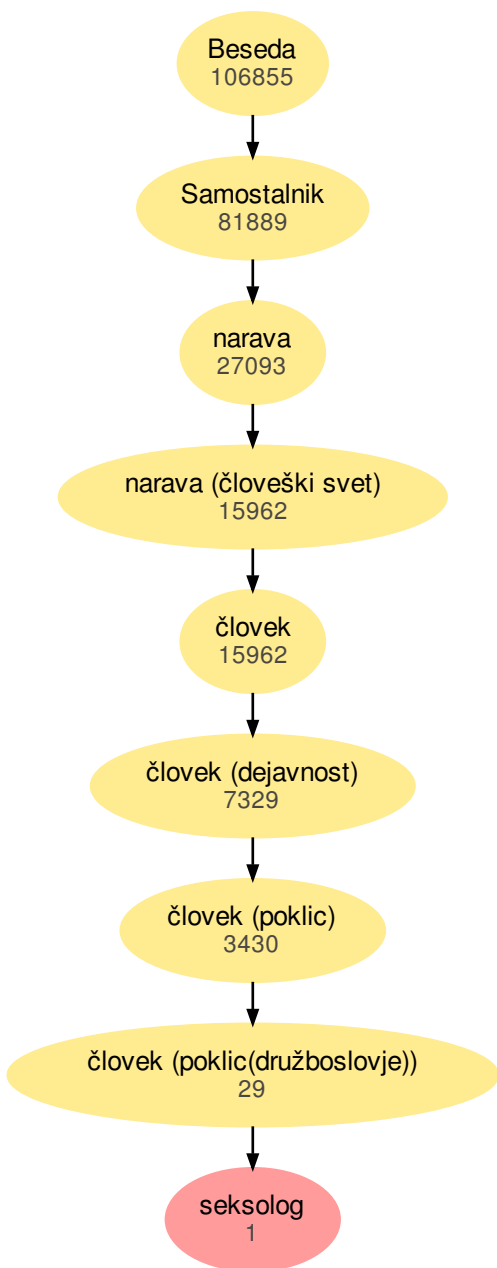 Beseda
106855
Samostalnik
81889
narava
27093
narava (človeški svet)
15962
človek
15962
človek (dejavnost)
7329
človek (poklic)
3430
človek (poklic(družboslovje))
29
seksolog
1